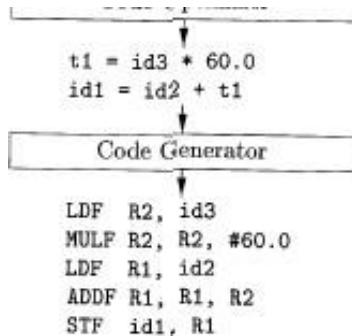 t1 = id3 * 60.0
id1 = id2 + t1
Code Generator
LDF R2, id3
MULF R2, R2, #60.0
LDF R1, id2
ADDF R1, R1, R2
STF id1, R1